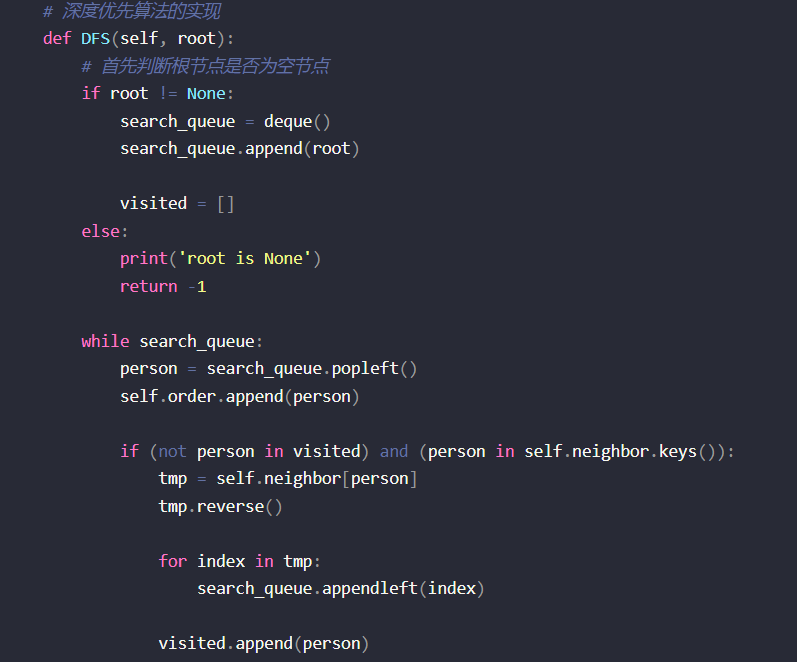 # 深度优先算法的实现
def DFS(self, root):
    # 首先判断根节点是否为空节点
    if root != None:
        search_queue = deque()
        search_queue.append(root)

        visited = []
    else:
        print('root is None')
        return -1

    while search_queue:
        person = search_queue.popleft()
        self.order.append(person)

        if (not person in visited) and (person in self.neighbor.keys()):
            tmp = self.neighbor[person]
            tmp.reverse()

            for index in tmp:
                search_queue.appendleft(index)

            visited.append(person)